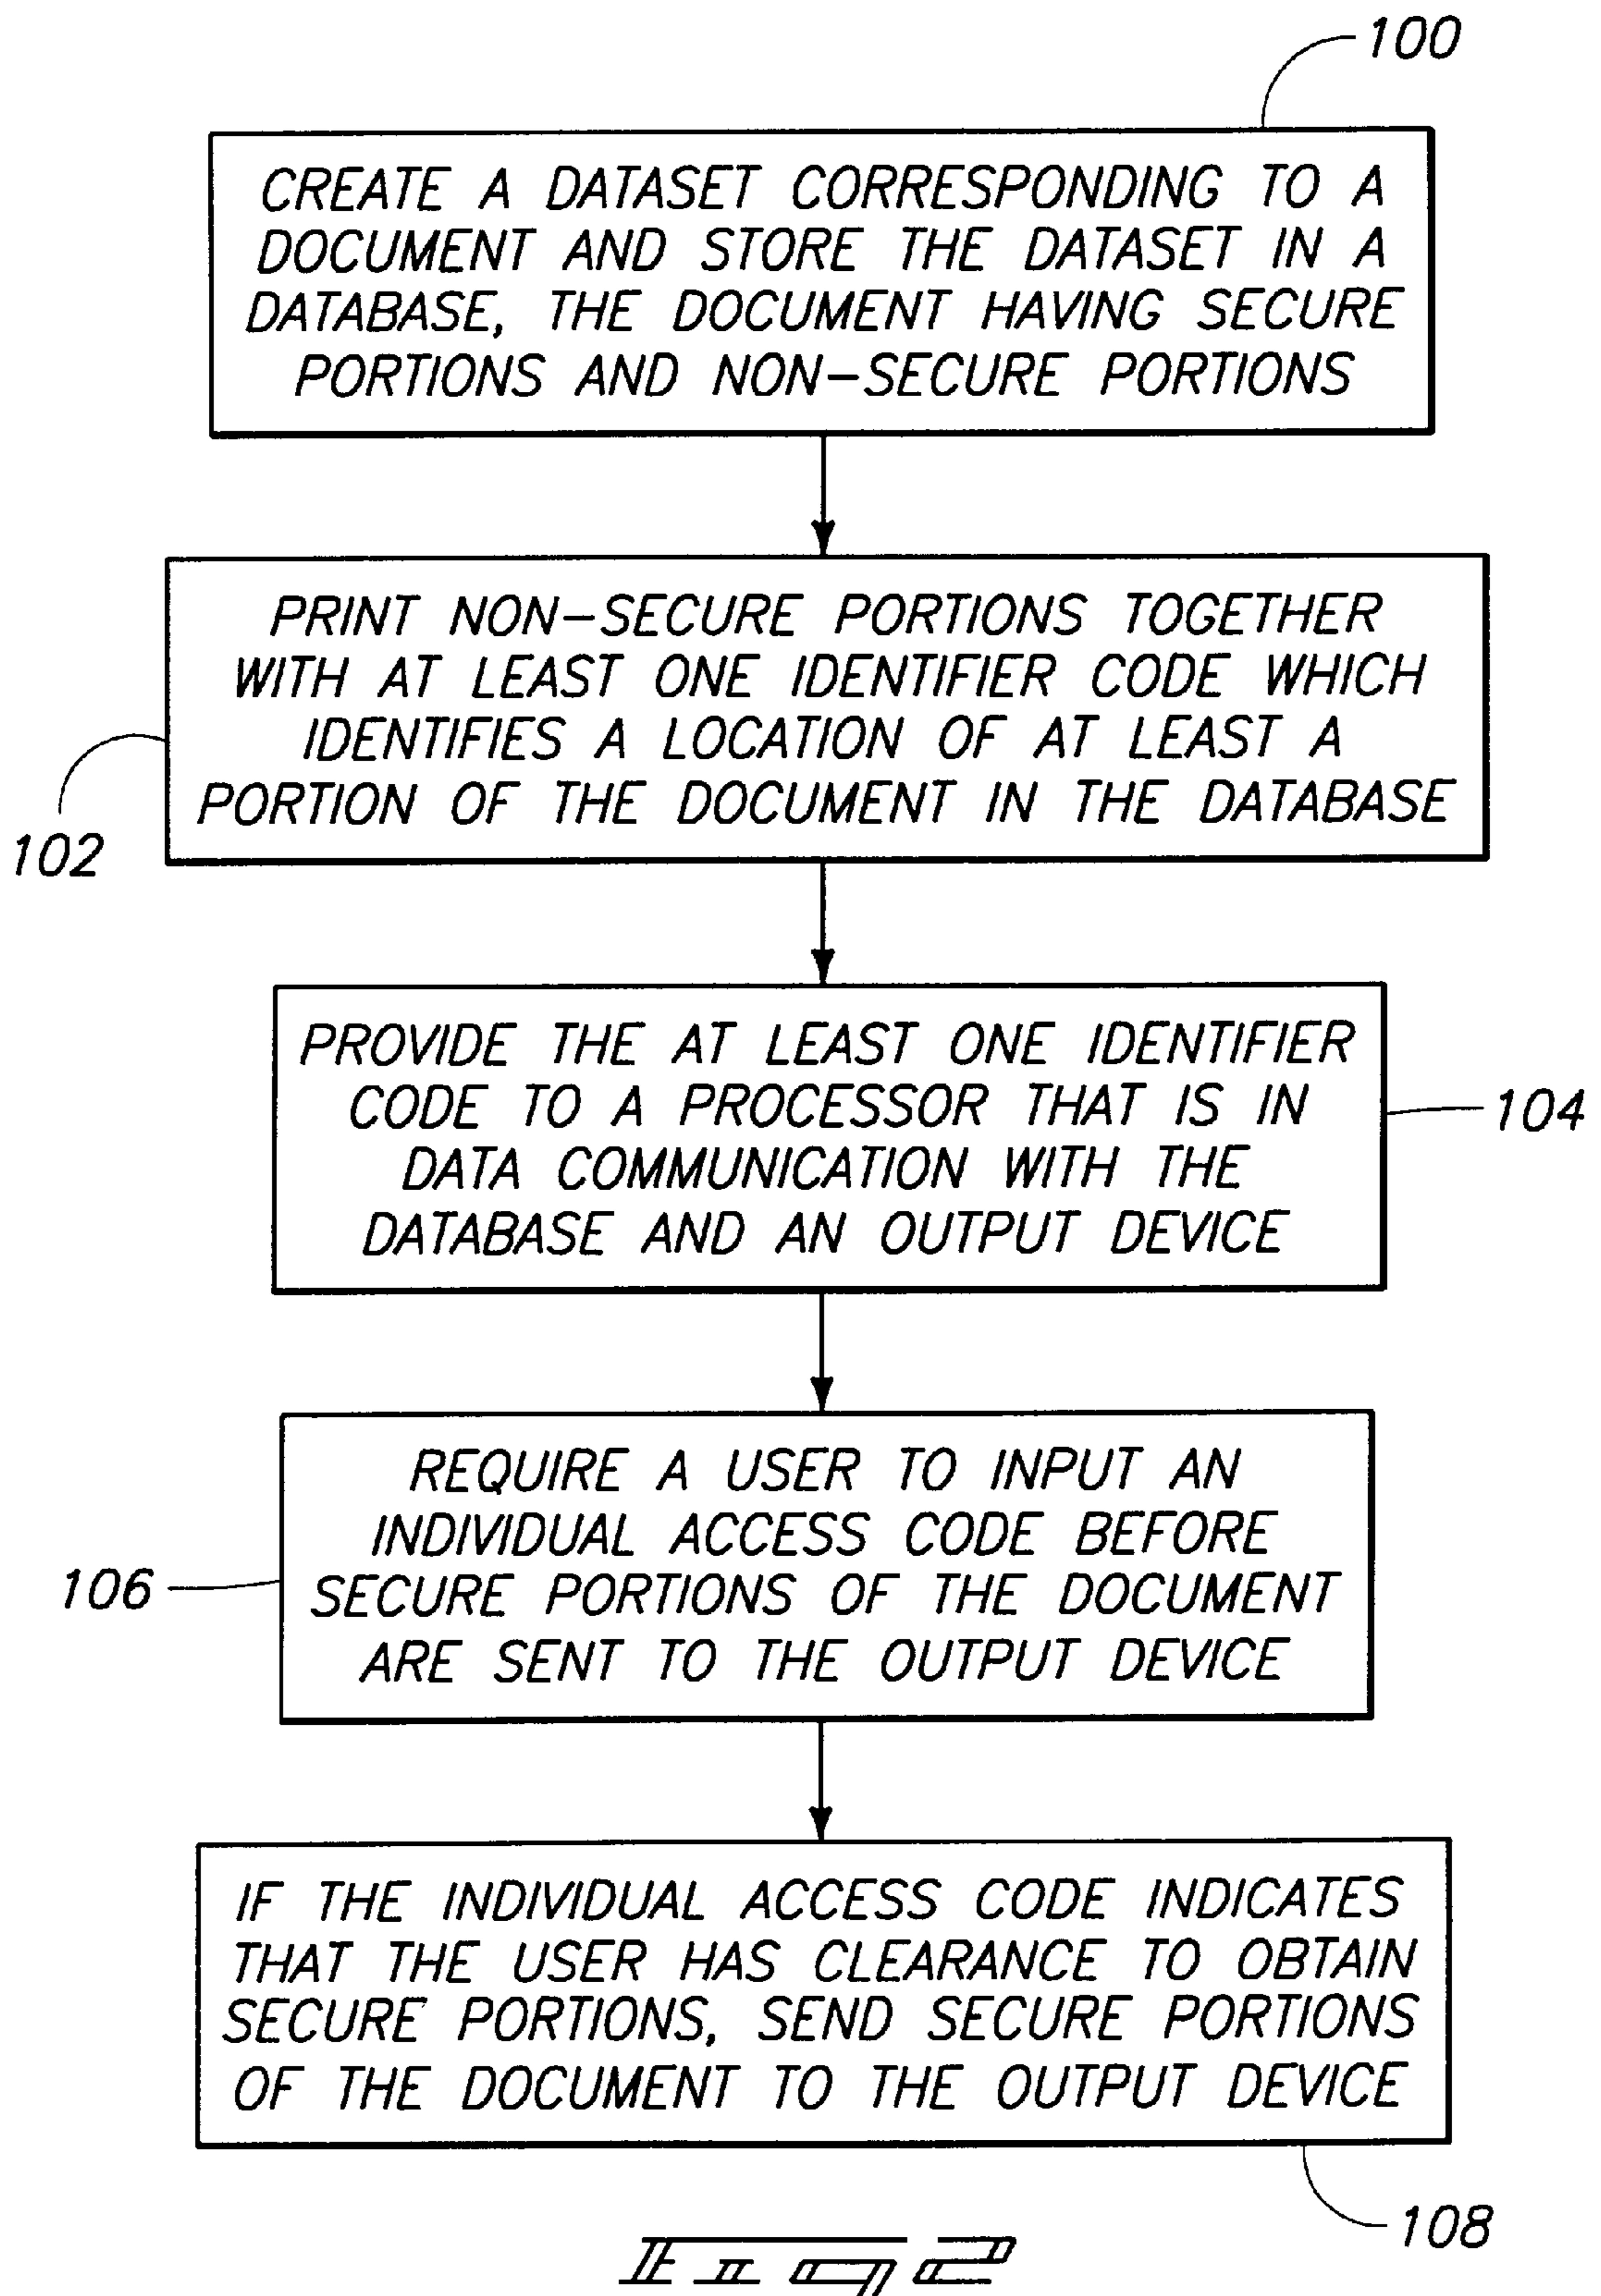 100
CREATE A DATASET CORRESPONDING TO A
DOCUMENT AND STORE THE DATASET IN A
DATABASE, THE DOCUMENT HAVING SECURE
PORTIONS AND NON-SECURE PORTIONS
PRINT NON-SECURE PORTIONS TOGETHER
WITH AT LEAST ONE IDENTIFIER CODE WHICH
IDENTIFIES A LOCATION OF AT LEAST A
PORTION OF THE DOCUMENT IN THE DATABASE
102
PROVIDE THE AT LEAST ONE IDENTIFIER
CODE TO A PROCESSOR THAT IS IN
DATA COMMUNICATION WITH THE
DATABASE AND AN OUTPUT DEVICE
104
REQUIRE A USER TO INPUT AN
INDIVIDUAL ACCESS CODE BEFORE
SECURE PORTIONS OF THE DOCUMENT
ARE SENT TO THE OUTPUT DEVICE
106
IF THE INDIVIDUAL ACCESS CODE INDICATES
THAT THE USER HAS CLEARANCE TO OBTAIN
SECURE PORTIONS, SEND SECURE PORTIONS
OF THE DOCUMENT TO THE OUTPUT DEVICE
108
Fig 2